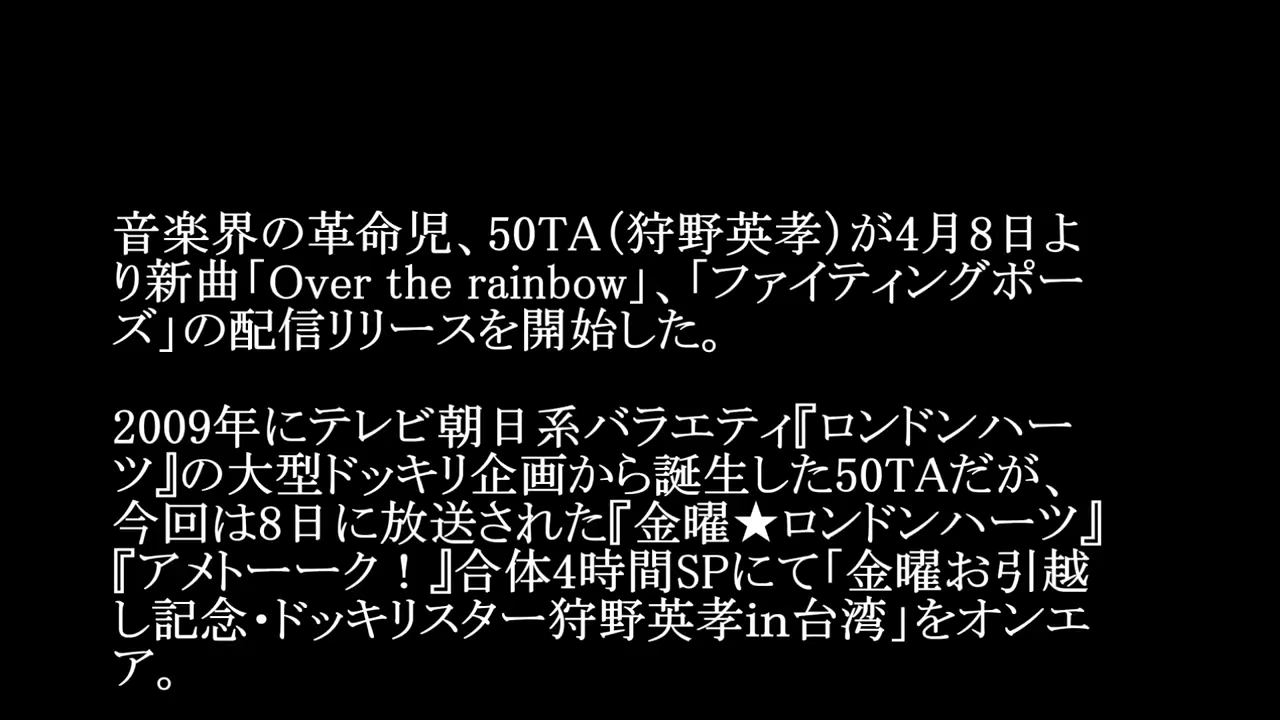 音楽界の革命児、50TA(狩野英孝)が4月8日よ
り新曲「Over the rainbow」、「ファイティングポー
ズ」の配信リリースを開始した。
2009年にテレビ朝日系バラエティ『ロンドンハー
ツ』の大型ドッキリ企画から誕生した50TAだが、
今回は8日に放送された『金曜★ロンドンハーツ』
『アメトーーク！』合体4時間SPにて「金曜お引越
し記念・ドッキリスター狩野英孝in台湾」をオンエ
ア。